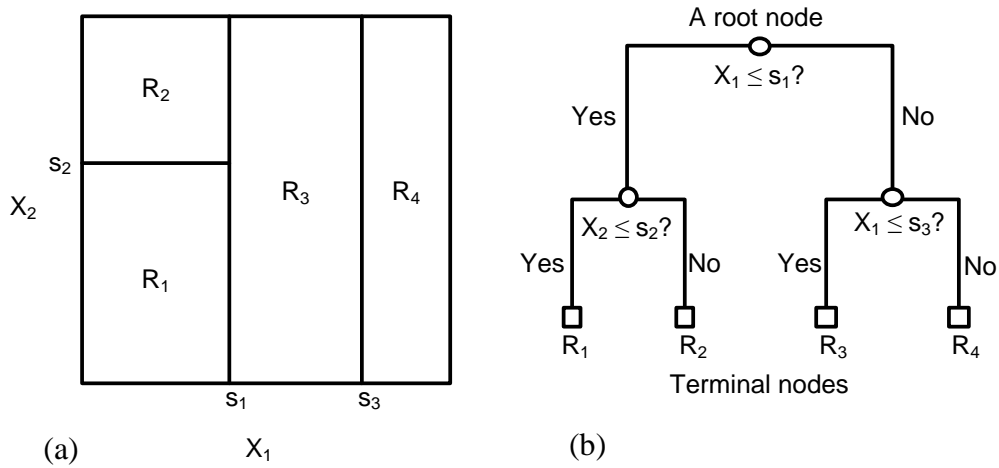 R₂
s₂
X₂
R₃
R₄
R₁
s₁
s₃
(a)
X₁
A root node
X₁ ≤ s₁?
Yes
No
X₂ ≤ s₂?
X₁ ≤ s₃?
Yes
No
Yes
No
R₁
R₂
R₃
R₄
Terminal nodes
(b)